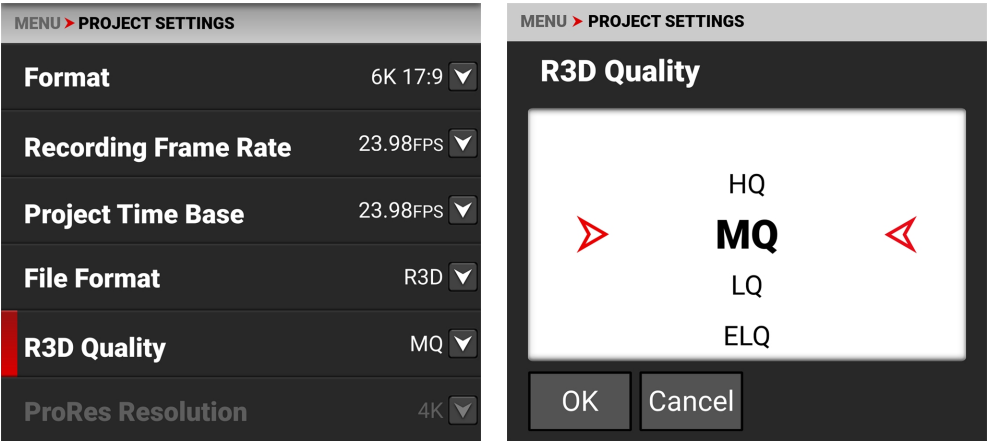 MENU > PROJECT SETTINGS
Format 6K 17:9
Recording Frame Rate 23.98FPS
Project Time Base 23.98FPS
File Format R3D
R3D Quality MQ
ProRes Resolution 4K
MENU > PROJECT SETTINGS
R3D Quality
HQ
MQ
LQ
ELQ
OK Cancel